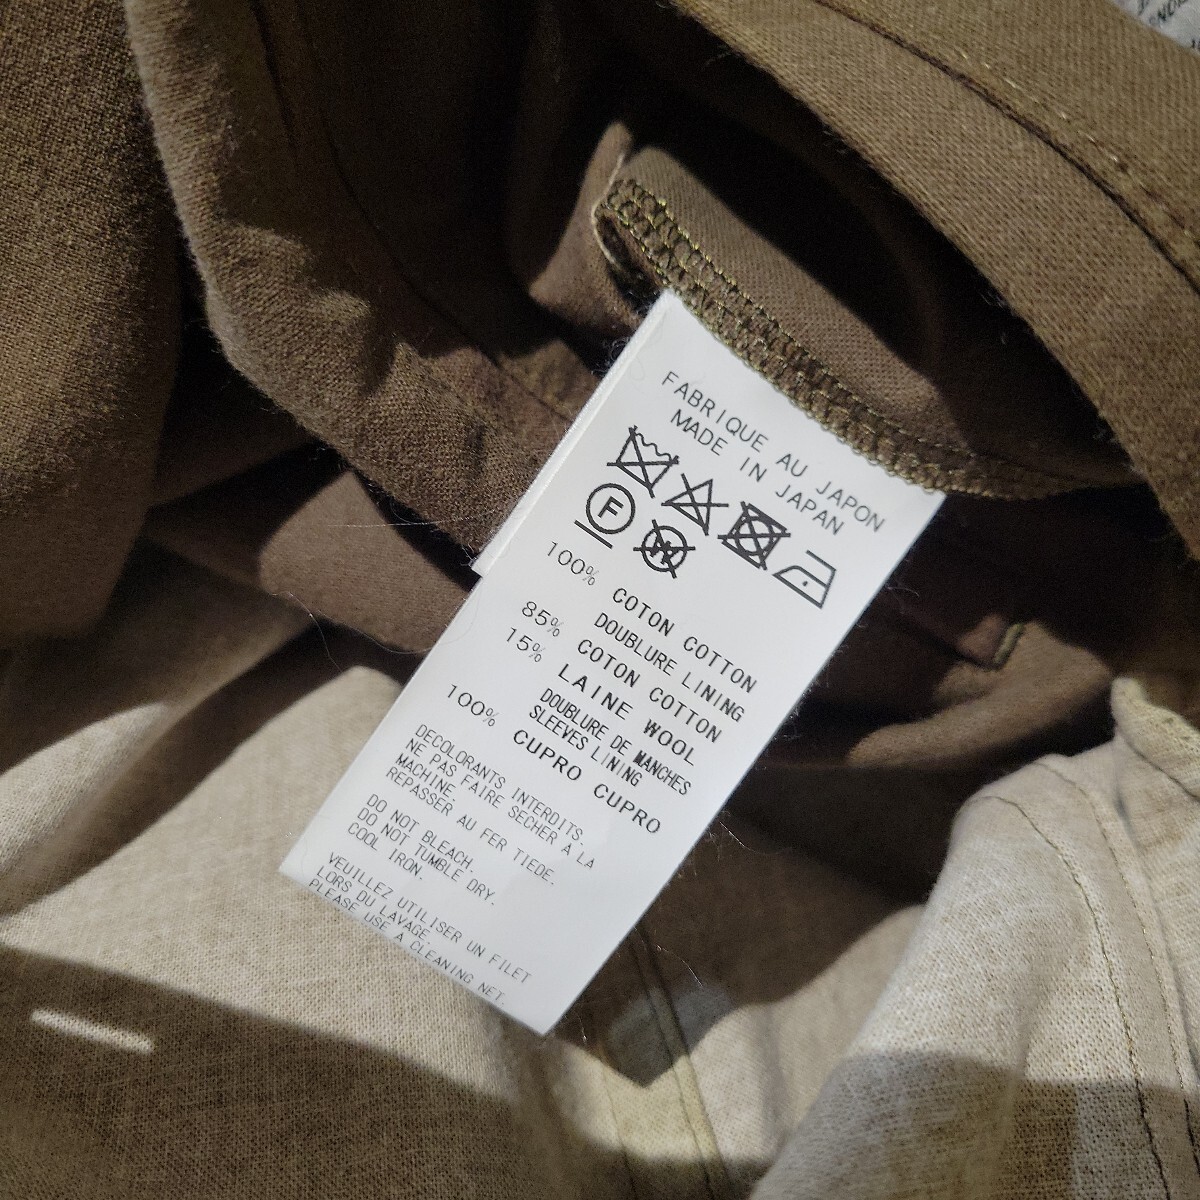 FABRIQUE AU JAPON
MADE IN JAPAN
F
W
100% COTON COTTON
DOUBLURE LINING
85% COTON COTTON
15% LAINE WOOL
DOUBLURE DE MANCHES
SLEEVES LINING
100% CUPRO CUPRO
DECOLORANTS INTERDITS.
NE PAS FAIRE SECHER A LA
MACHINE.
REPASSER AU FER TIEDE.
DO NOT BLEACH.
DO NOT TUMBLE DRY.
COOL IRON.
VEUILLEZ UTILISER UN FILET
LORS DU LAVAGE.
PLEASE USE A CLEANING NET.